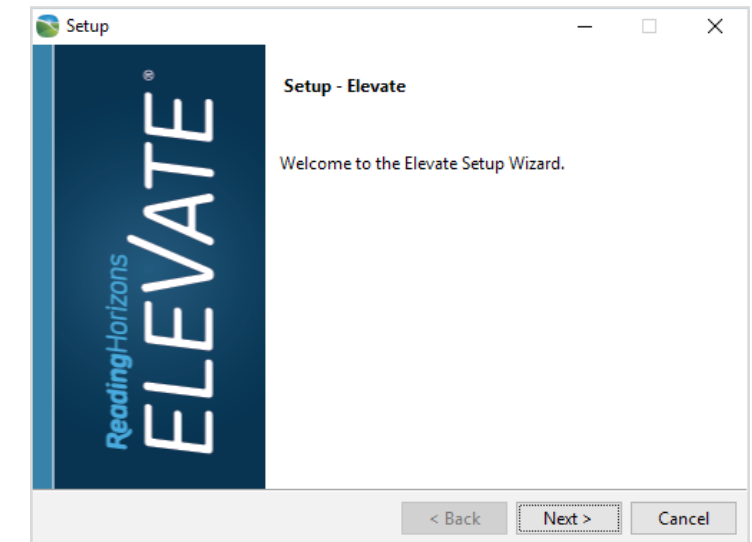 Setup
ReadingHorizons
ELEVATE®
Setup - Elevate
Welcome to the Elevate Setup Wizard.
< Back
Next >
Cancel